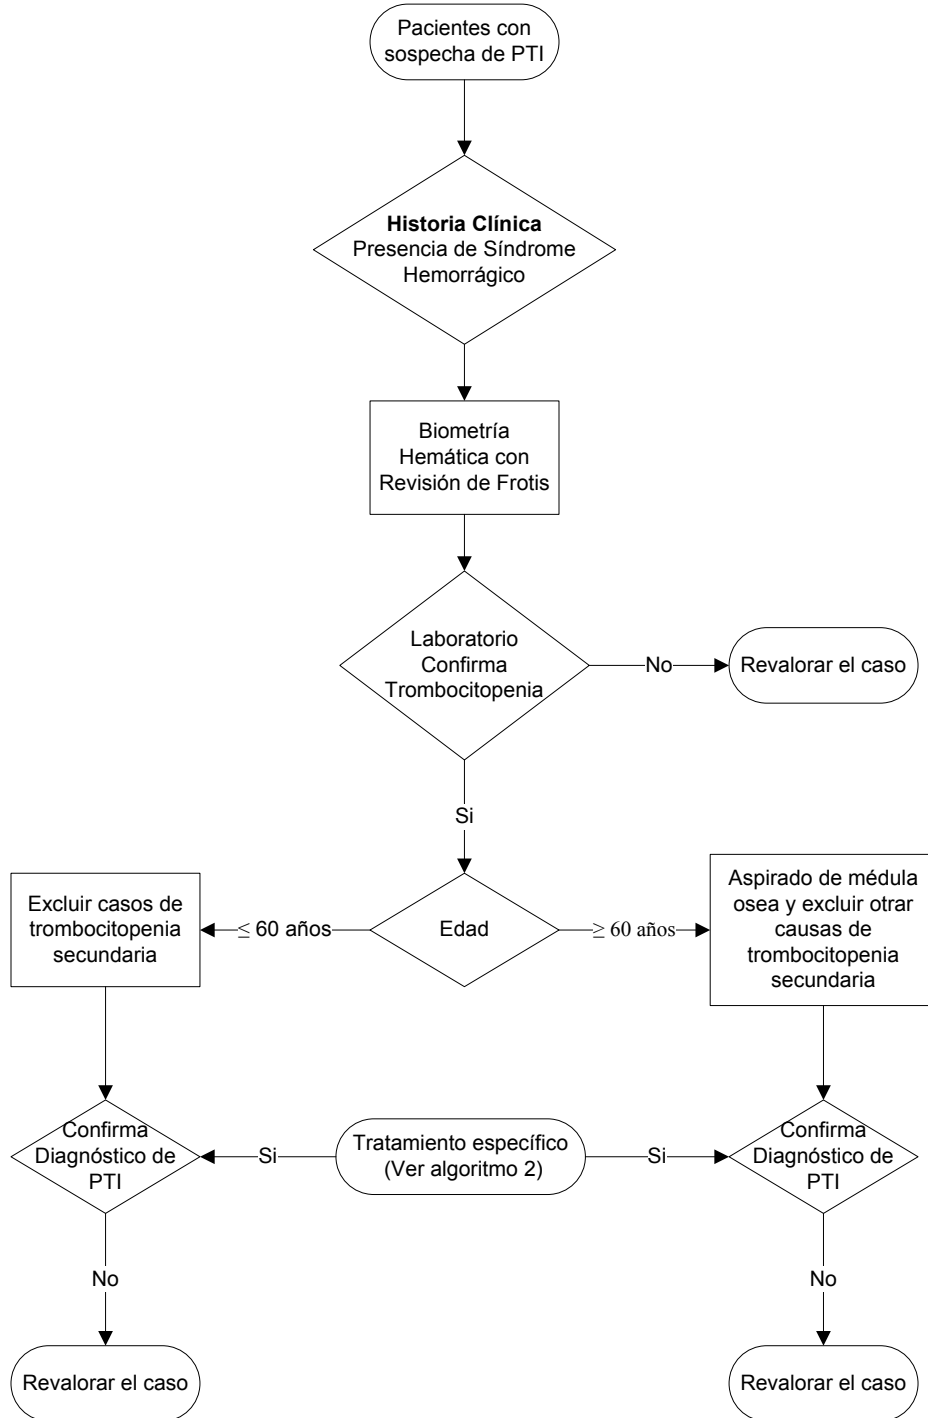 Pacientes con
sospecha de PTI
Historia Clínica
Presencia de Síndrome
Hemorrágico
Biometría
Hemática con
Revisión de Frotis
Laboratorio
Confirma
Trombocitopenia
No
Revalorar el caso
Si
Excluir casos de
trombocitopenia
secundaria
≤ 60 años
Edad
≥ 60 años
Aspirado de médula
osea y excluir otrar
causas de
trombocitopenia
secundaria
Confirma
Diagnóstico de
PTI
Si
Tratamiento específico
(Ver algoritmo 2)
Si
Confirma
Diagnóstico de
PTI
No
No
Revalorar el caso
Revalorar el caso